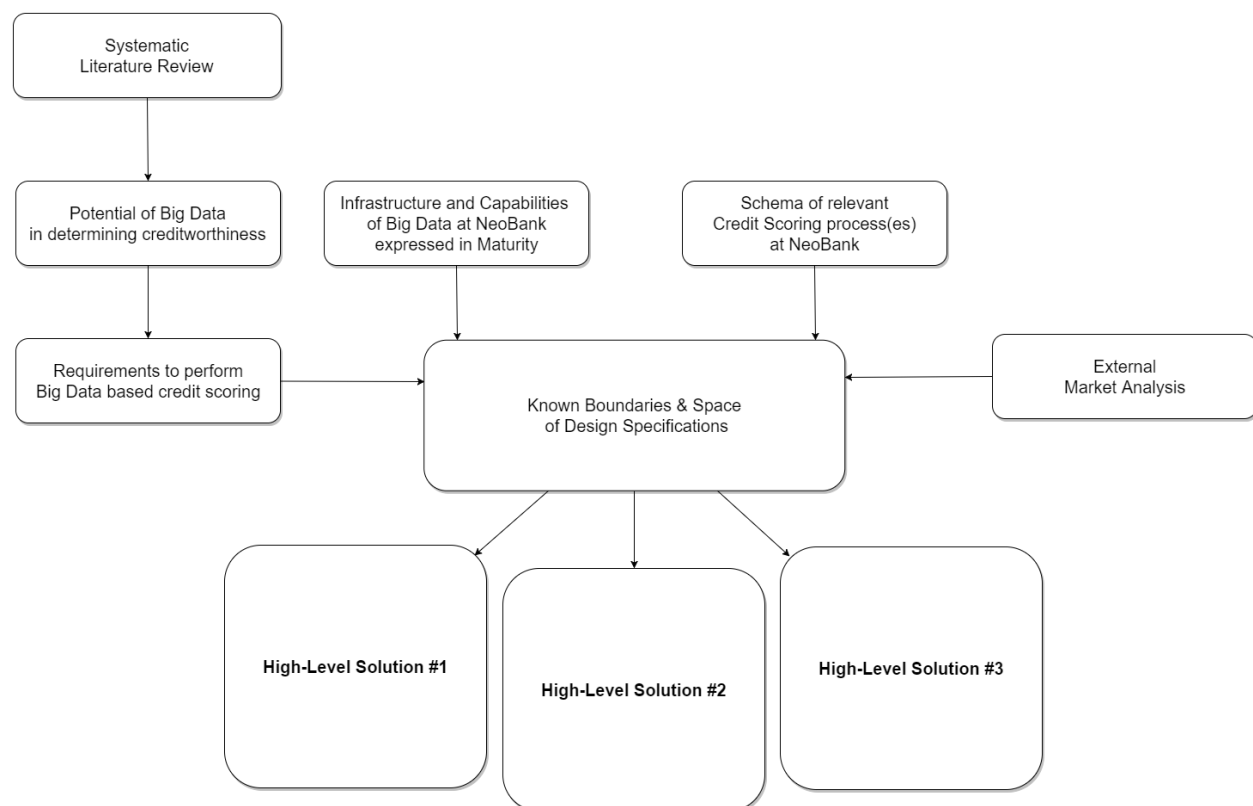 Systematic
Literature Review
Potential of Big Data
in determining creditworthiness
Infrastructure and Capabilities
of Big Data at NeoBank
expressed in Maturity
Schema of relevant
Credit Scoring process(es)
at NeoBank
Requirements to perform
Big Data based credit scoring
Known Boundaries & Space
of Design Specifications
External
Market Analysis
High-Level Solution #1
High-Level Solution #2
High-Level Solution #3